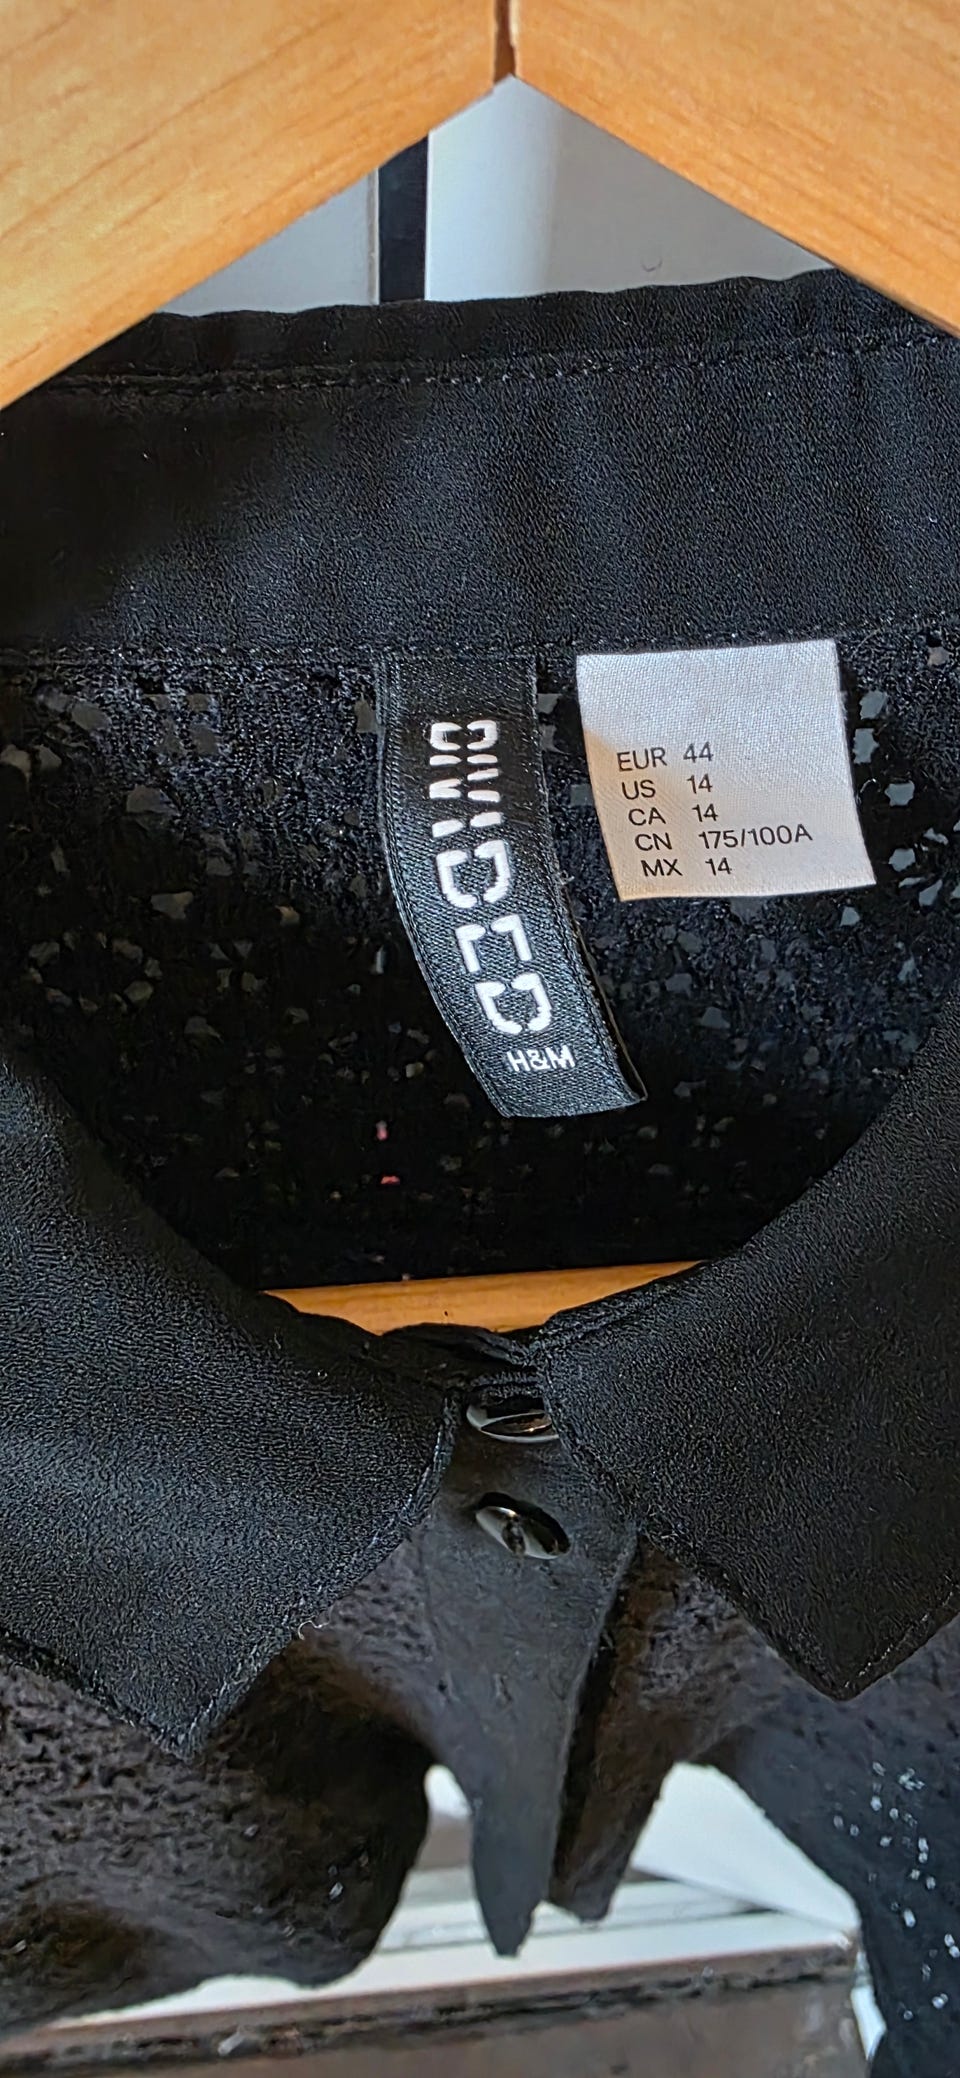 DIVIDED
H&M
EUR 44
US 14
CA 14
CN 175/100A
MX 14